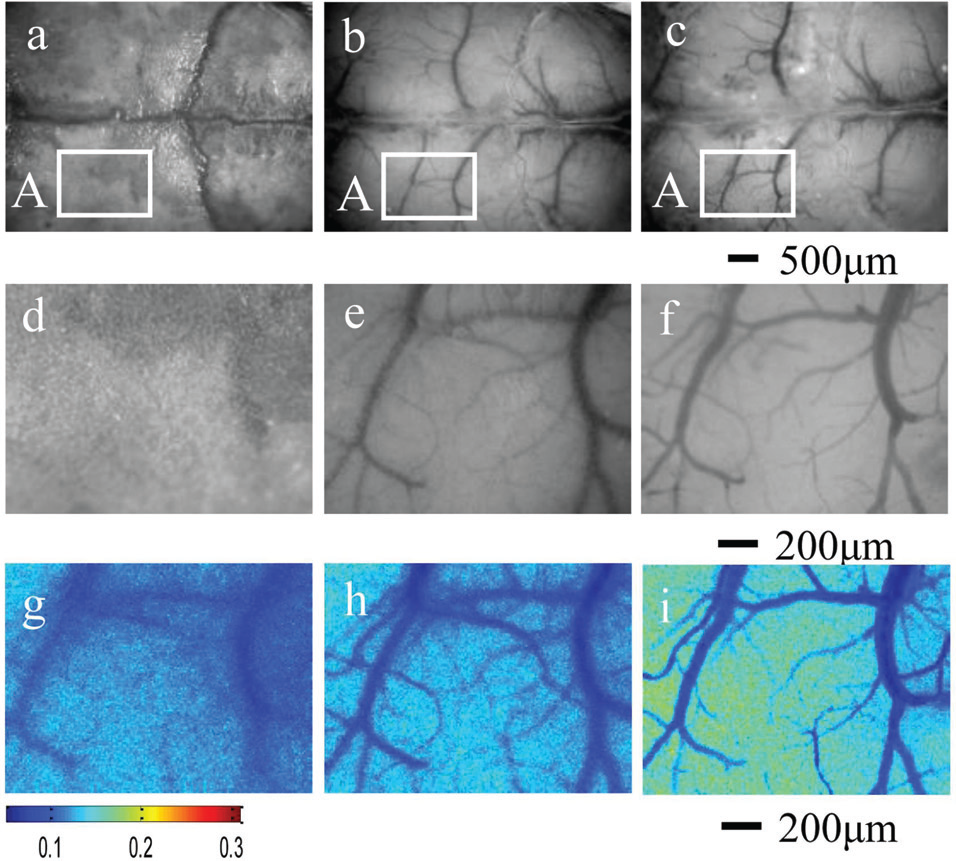 a b c
A A A
500μm
d e f
200μm
g h i
0.1 0.2 0.3
200μm